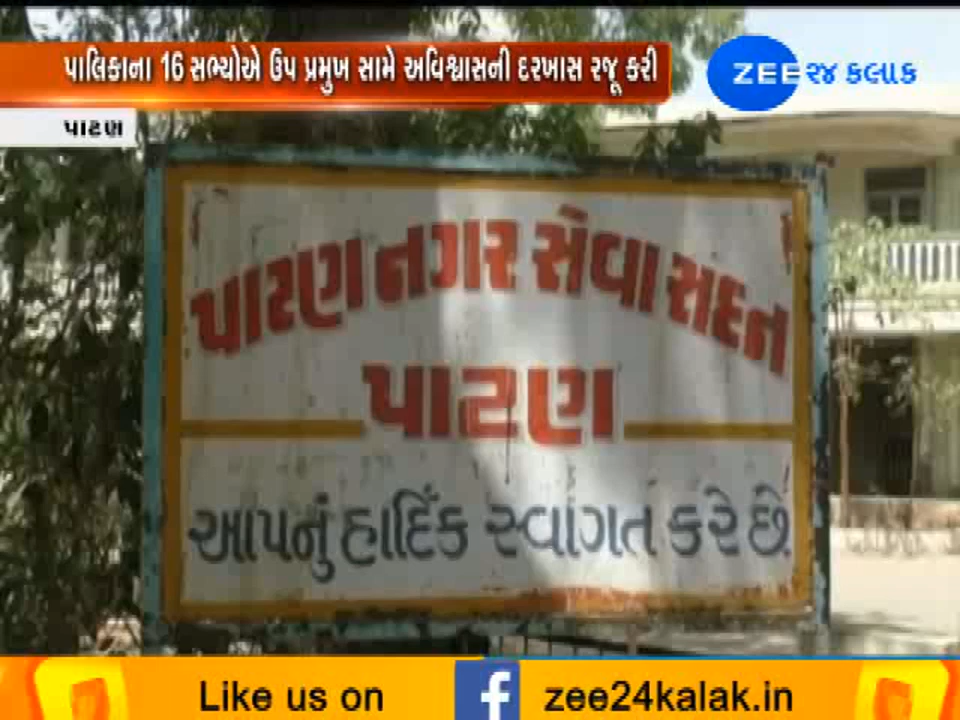 પાલિકાના 16 સભ્યોએ ઉપ પ્રમુખ સામે અવિશ્વાસની દરખાસ રજૂ કરી
ZEE ૨૪ કલાક
પાટણ
પાટણ નગર સેવા સદન
પાટણ
આપનું હાર્દિક સ્વાગત કરે છે.
Like us on f zee24kalak.in